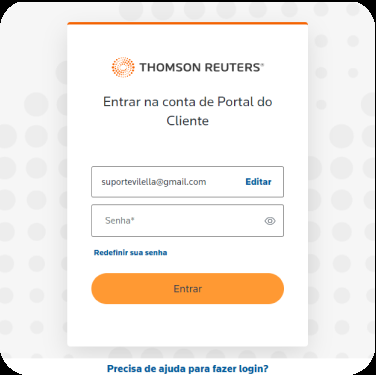 THOMSON REUTERS®
Entrar na conta de Portal do
Cliente
suportevilella@gmail.com Editar
Senha*
Redefinir sua senha
Entrar
Precisa de ajuda para fazer login?